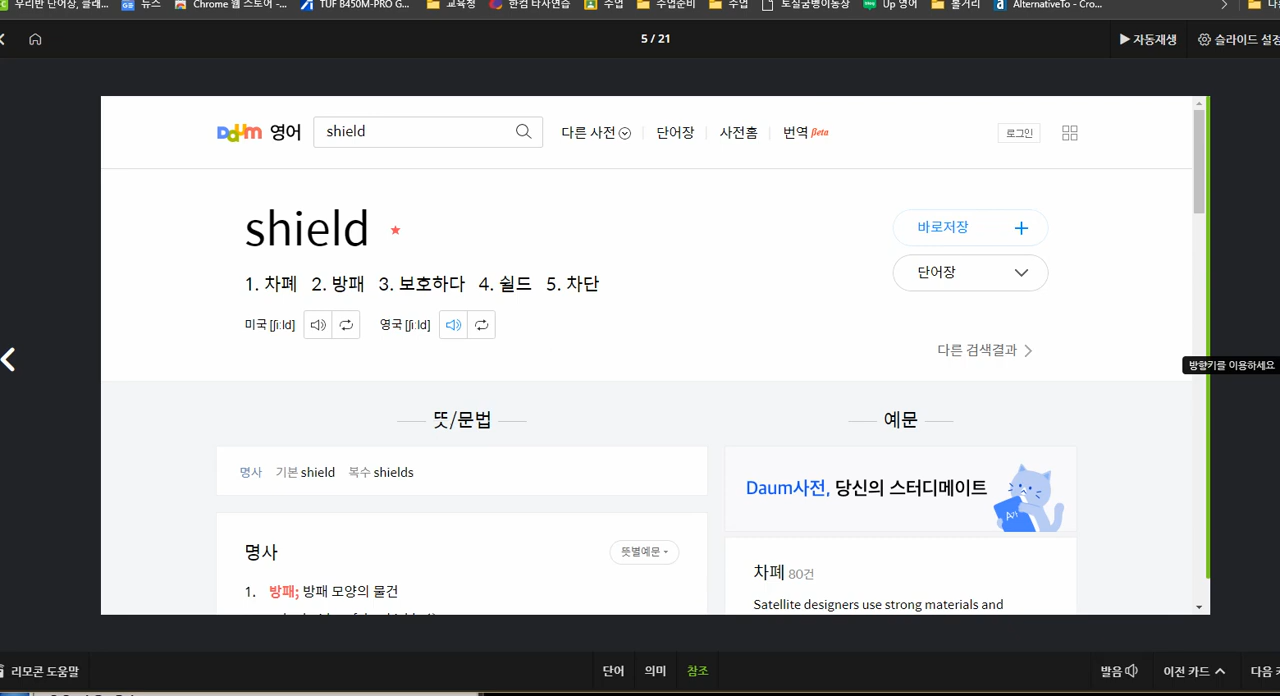 우리반 단어장, 클래... 뉴스 Chrome 웹 스토어 -... TUF B450M-PRO G... 교육청 한컴 타자연습 수업 수업준비 수업 토실궁뱅이동장 Up 영어 볼거리 AlternativeTo - Cro...
5 / 21
자동재생 슬라이드 설정
Daum 영어 shield 다른 사전 단어장 사전홈 번역 Beta 로그인
shield
바로저장
1. 차폐 2. 방패 3. 보호하다 4. 쉴드 5. 차단
단어장
미국 [ʃiːld] 영국 [ʃiːld]
다른 검색결과
방향키를 이용하세요
뜻/문법
예문
명사 기본 shield 복수 shields
Daum사전, 당신의 스터디메이트
명사 뜻별예문
차폐 80건
1. 방패; 방패 모양의 물건
Satellite designers use strong materials and
리모콘 도움말 단어 의미 참조 발음 이전 카드 다음